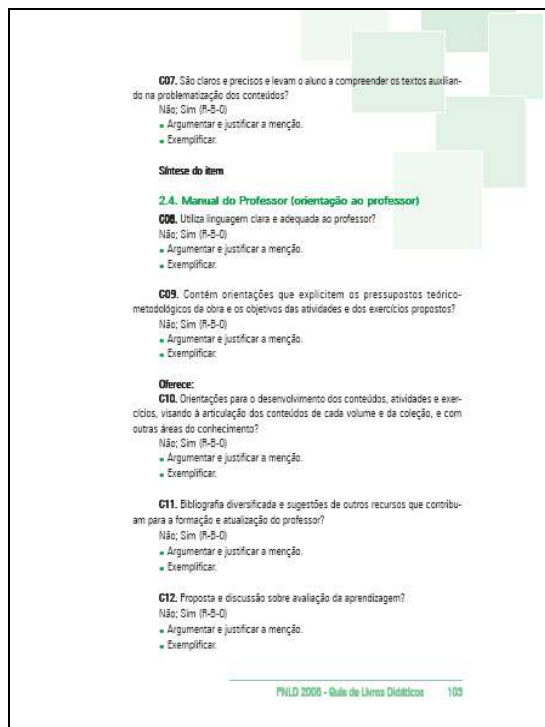 C07. São claros e precisos e levam o aluno a compreender os textos auxilian-
do na problematização dos conteúdos?
Não; Sim (R-B-O)
• Argumentar e justificar a menção.
• Exemplificar.
Síntese do item
2.4. Manual do Professor (orientação ao professor)
C08. Utiliza linguagem clara e adequada ao professor?
Não; Sim (R-B-O)
• Argumentar e justificar a menção.
• Exemplificar.
C09. Contém orientações que explicitem os pressupostos teórico-
metodológicos da obra e os objetivos das atividades e dos exercícios propostos?
Não; Sim (R-B-O)
• Argumentar e justificar a menção.
• Exemplificar.
Oferece:
C10. Orientações para o desenvolvimento dos conteúdos, atividades e exer-
cícios, visando à articulação dos conteúdos de cada volume e da coleção, e com
outras áreas do conhecimento?
Não; Sim (R-B-O)
• Argumentar e justificar a menção.
• Exemplificar.
C11. Bibliografia diversificada e sugestões de outros recursos que contribu-
am para a formação e atualização do professor?
Não; Sim (R-B-O)
• Argumentar e justificar a menção.
• Exemplificar.
C12. Proposta e discussão sobre avaliação da aprendizagem?
Não; Sim (R-B-O)
• Argumentar e justificar a menção.
• Exemplificar.
PNLD 2008 - Guia de Livros Didáticos 103